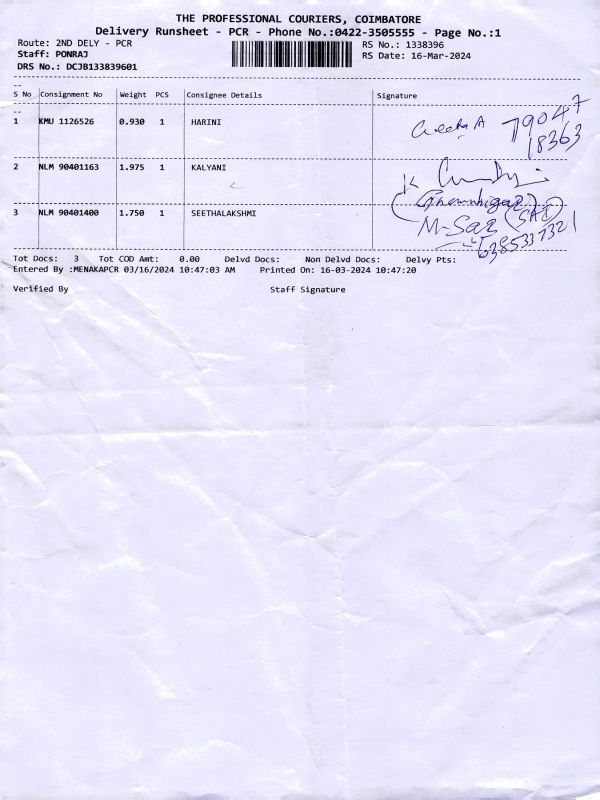 THE PROFESSIONAL COURIERS, COIMBATORE
Delivery Runsheet - PCR - Phone No.:0422-3505555 - Page No.:1
Route: 2ND DELY - PCR RS No.: 1338396
Staff: PONRAJ RS Date: 16-Mar-2024
DRS No.: DCJB133839601
S No Consignment No Weight PCS Consignee Details Signature
1 KMU 1126526 0.930 1 HARINI Geetha A 79047
18363
2 NLM 90401163 1.975 1 KALYANI K
3 NLM 90401400 1.750 1 SEETHALAKSHMI M-Sar
6385337321
Tot Docs: 3 Tot COD Amt: 0.00 Delvd Docs: Non Delvd Docs: Delvy Pts:
Entered By :MENAKAPCR 03/16/2024 10:47:03 AM Printed On: 16-03-2024 10:47:20
Verified By Staff Signature